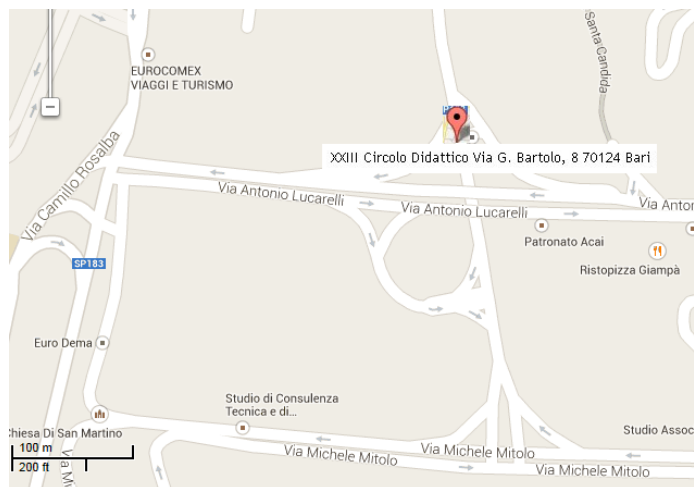 EUROCOMEX
VIAGGI E TURISMO
Santa Candida
XXIII Circolo Didattico Via G. Bartolo, 8 70124 Bari
Via Camillo Rosalba
Via Antonio Lucarelli
Via Antonio Lucarelli
Via Anton
Patronato Acai
Ristopizza Giampà
SP183
Euro Dema
Studio di Consulenza
Tecnica e di...
Chiesa Di San Martino
Studio Assoc
100 m
200 ft
Via Mi
Via Michele Mitolo
Via Michele Mitolo
Via Michele Mitolo